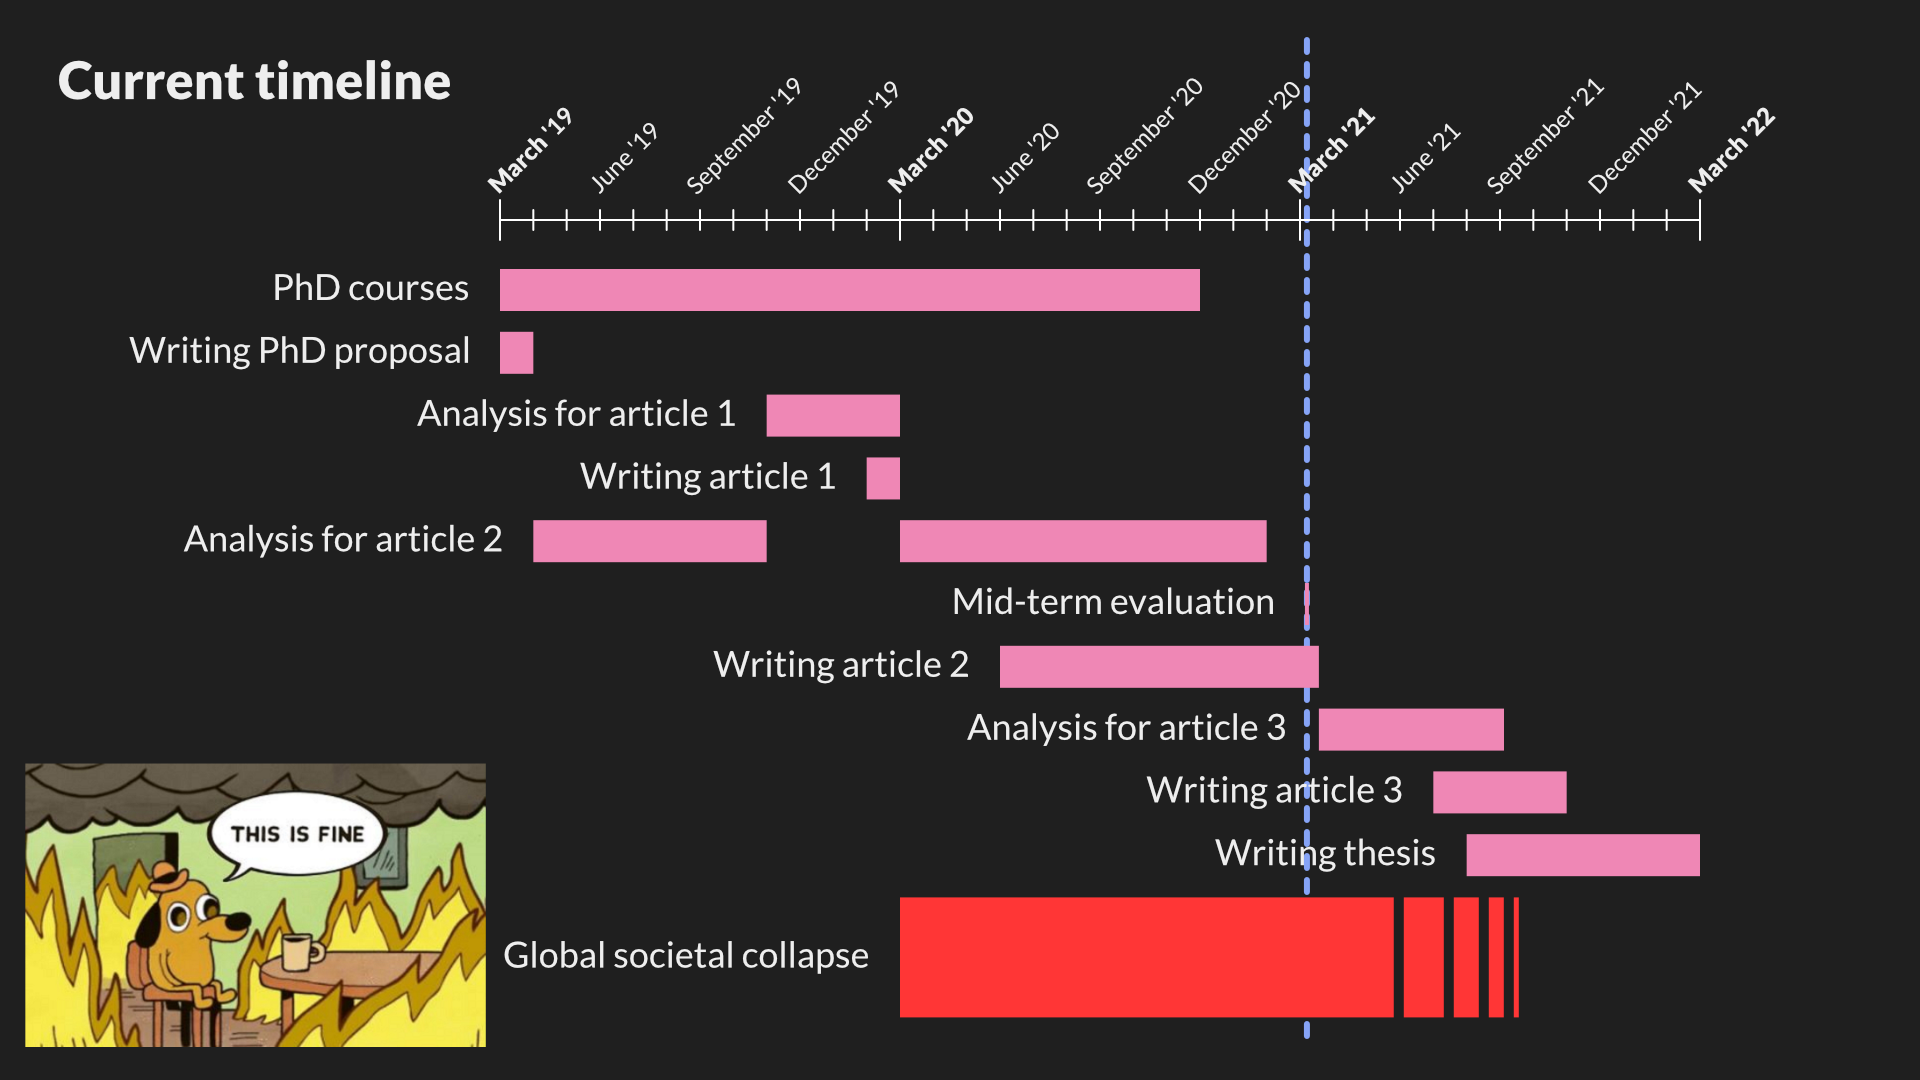 Current timeline
March '19
June '19
September '19
December '19
March '20
June '20
September '20
December '20
March '21
June '21
September '21
December '21
March '22
PhD courses
Writing PhD proposal
Analysis for article 1
Writing article 1
Analysis for article 2
Mid-term evaluation
Writing article 2
Analysis for article 3
Writing article 3
Writing thesis
Global societal collapse
THIS IS FINE